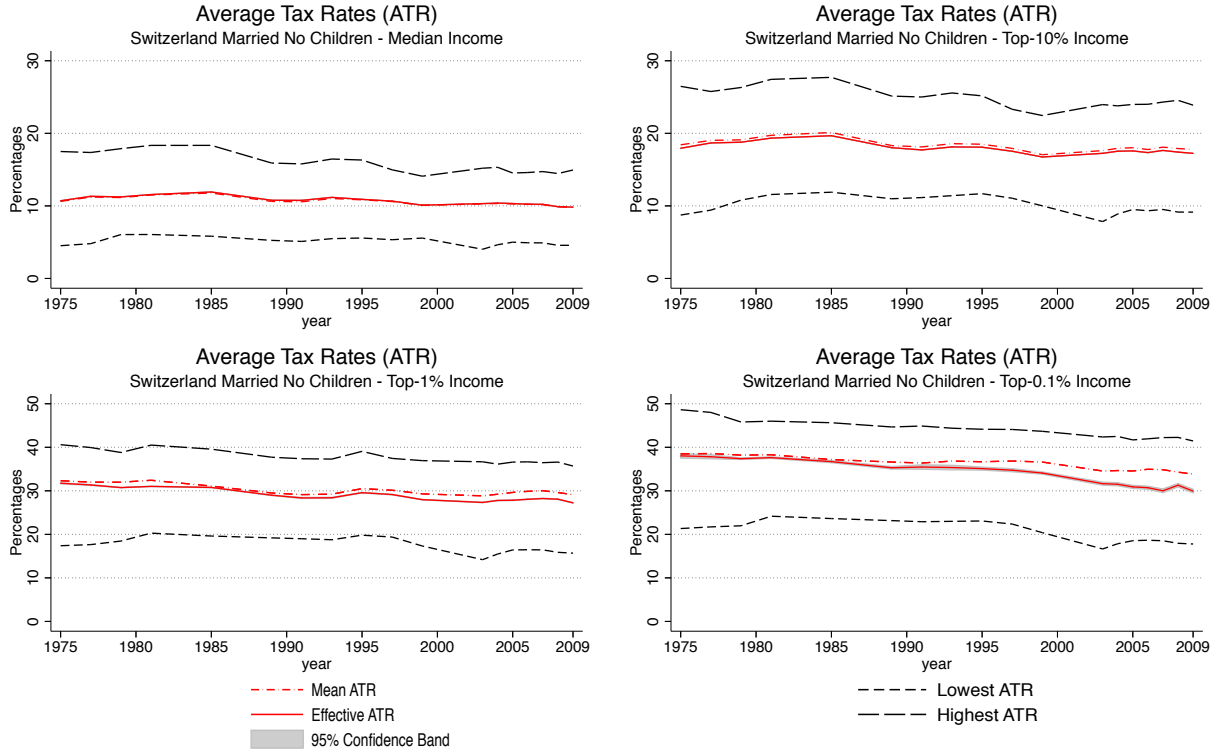 Average Tax Rates (ATR)
Switzerland Married No Children - Median Income
Percentages
30
20
10
0
1975 1980 1985 1990 1995 2000 2005 2009
year
Average Tax Rates (ATR)
Switzerland Married No Children - Top-10% Income
Percentages
30
20
10
0
1975 1980 1985 1990 1995 2000 2005 2009
year
Average Tax Rates (ATR)
Switzerland Married No Children - Top-1% Income
Percentages
50
40
30
20
10
0
1975 1980 1985 1990 1995 2000 2005 2009
year
Average Tax Rates (ATR)
Switzerland Married No Children - Top-0.1% Income
Percentages
50
40
30
20
10
0
1975 1980 1985 1990 1995 2000 2005 2009
year
Mean ATR
Effective ATR
95% Confidence Band
Lowest ATR
Highest ATR